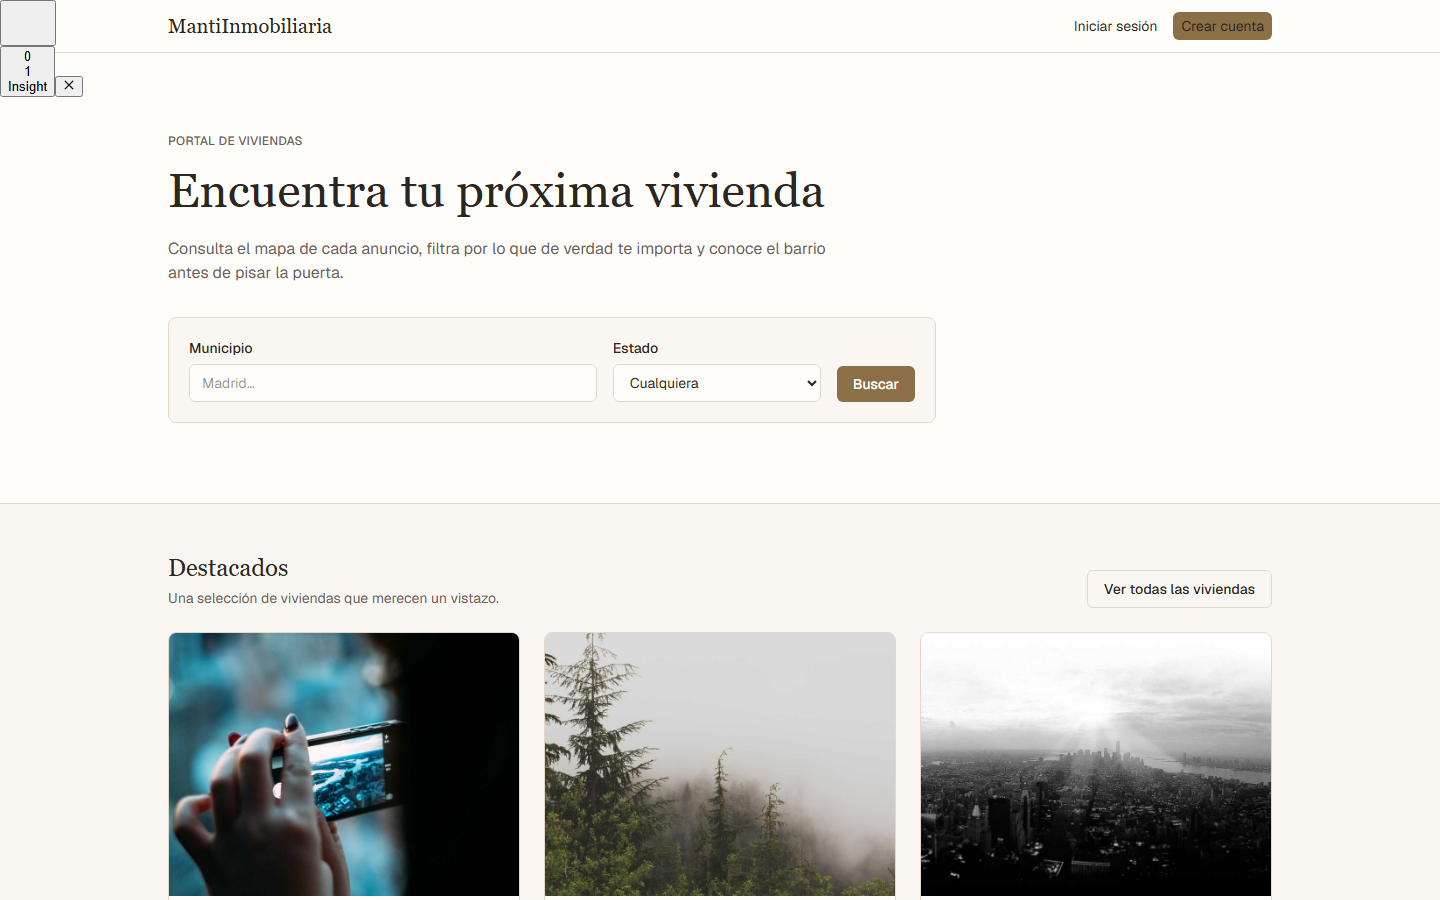 MantiInmobiliaria
Iniciar sesión
Crear cuenta
0
1
Insight
PORTAL DE VIVIENDAS
Encuentra tu próxima vivienda
Consulta el mapa de cada anuncio, filtra por lo que de verdad te importa y conoce el barrio
antes de pisar la puerta.
Municipio
Estado
Madrid...
Cualquiera
Buscar
Destacados
Una selección de viviendas que merecen un vistazo.
Ver todas las viviendas